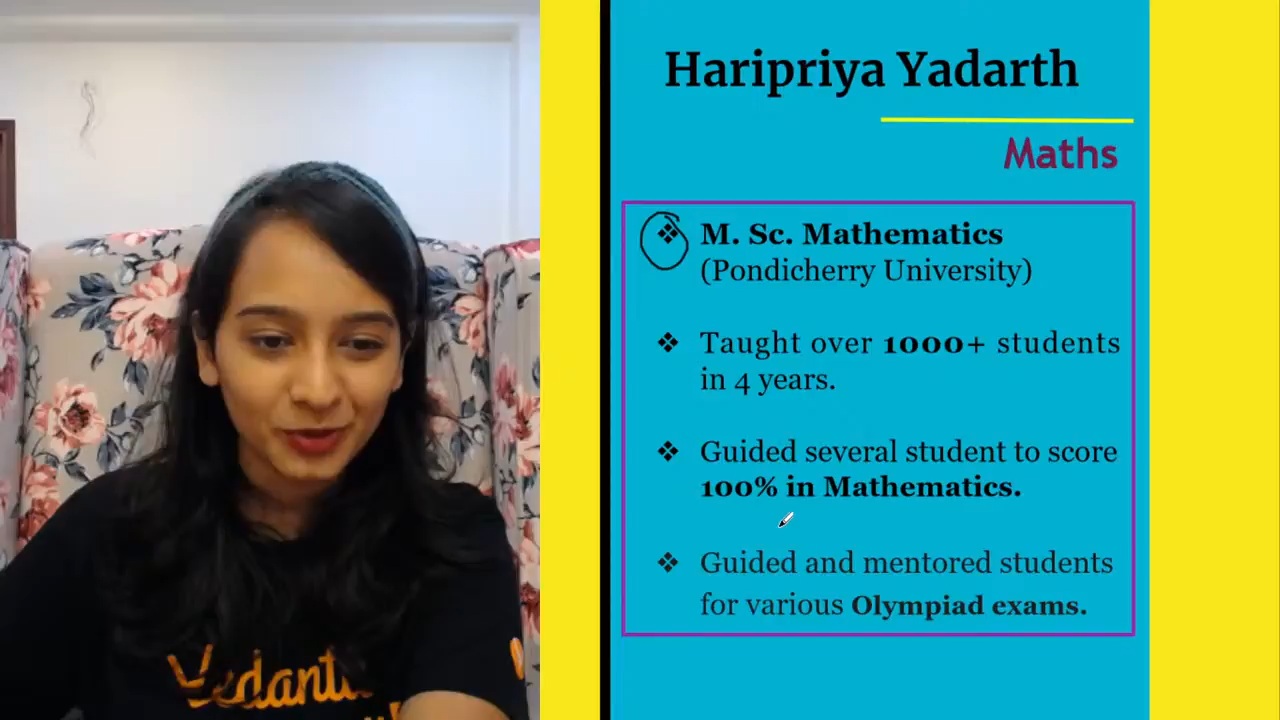 Haripriya Yadarth
Maths
❖ M. Sc. Mathematics
(Pondicherry University)
❖ Taught over 1000+ students
in 4 years.
❖ Guided several student to score
100% in Mathematics.
❖ Guided and mentored students
for various Olympiad exams.